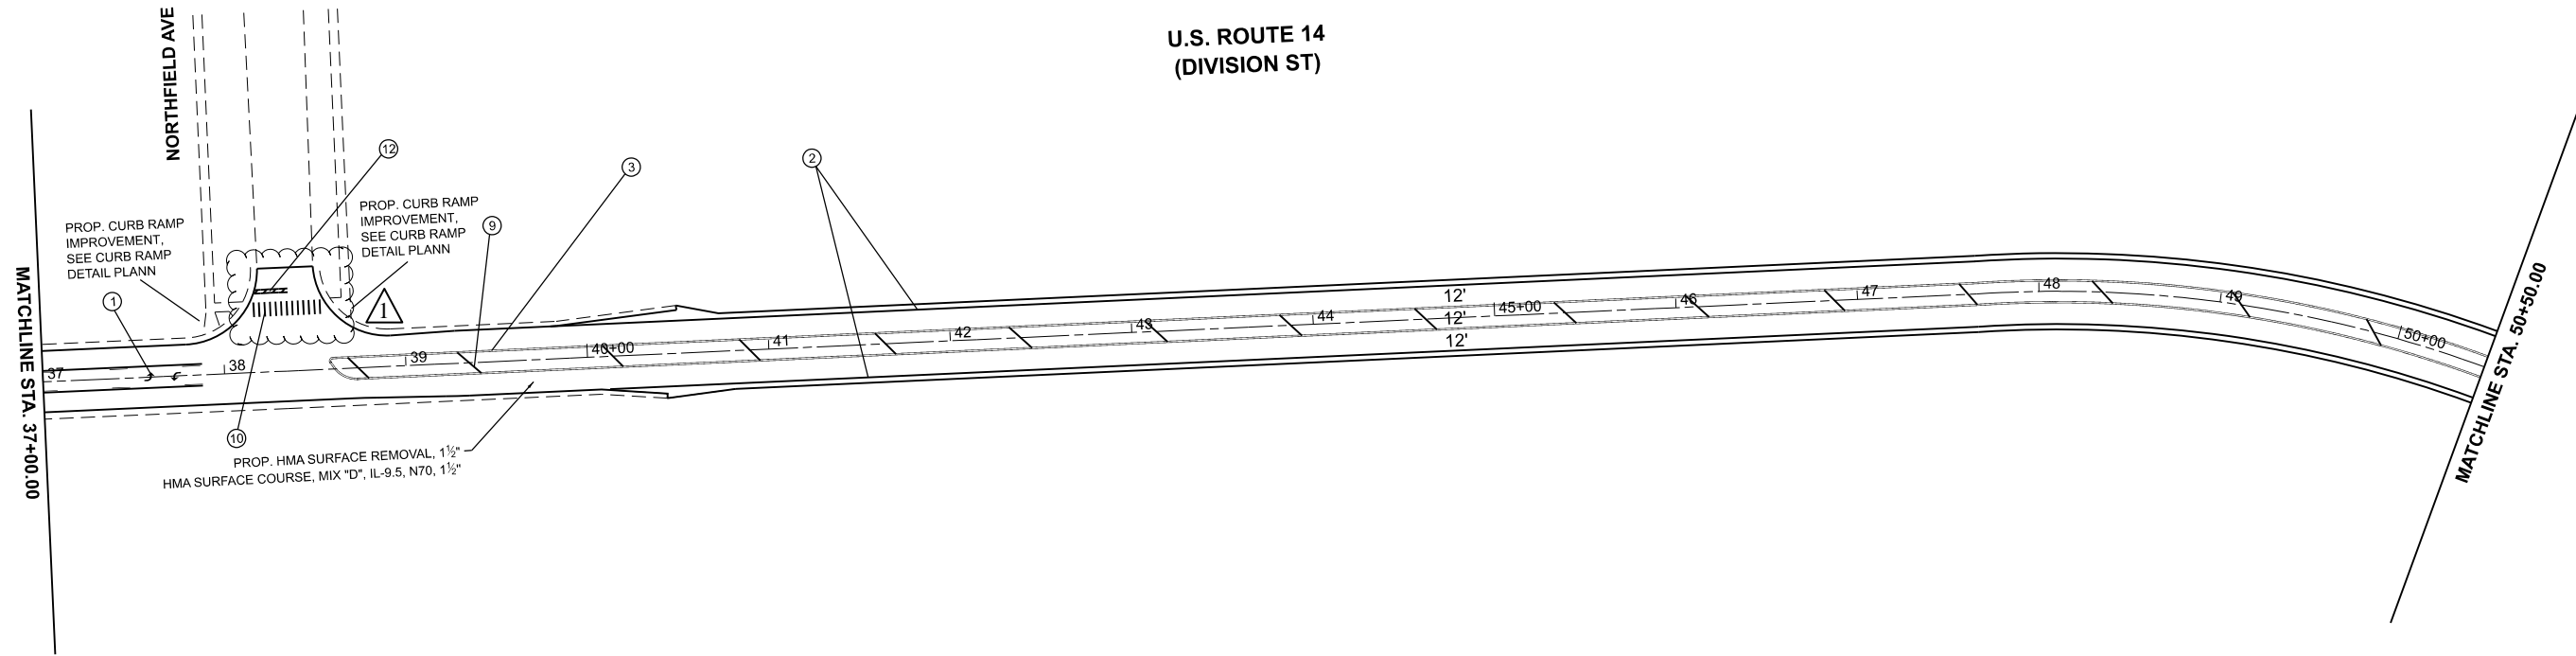 U.S. ROUTE 14
(DIVISION ST)
NORTHFIELD AVE
12
3
2
PROP. CURB RAMP
IMPROVEMENT,
SEE CURB RAMP
DETAIL PLANN
PROP. CURB RAMP
IMPROVEMENT,
SEE CURB RAMP
DETAIL PLANN
9
1
1
MATCHLINE STA. 37+00.00
37
38
39
40+00
41
42
43
44
45+00
46
47
48
49
50+00
12'
12'
12'
MATCHLINE STA. 50+50.00
10
PROP. HMA SURFACE REMOVAL, 1½"
HMA SURFACE COURSE, MIX "D", IL-9.5, N70, 1½"